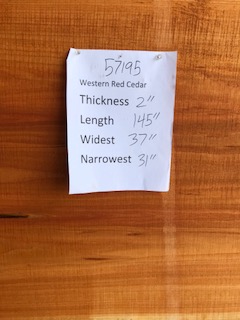 57195
Western Red Cedar
Thickness 2"
Length 145"
Widest 37"
Narrowest 31"